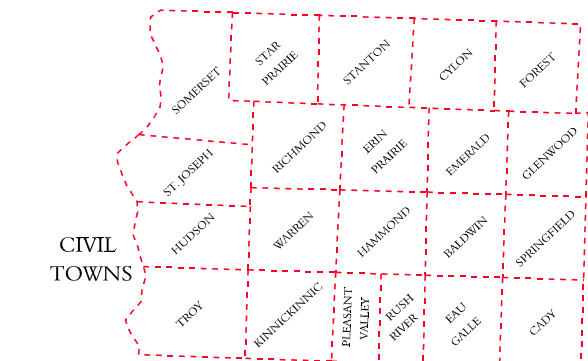 STAR
PRAIRIE
STANTON
CYLON
FOREST
SOMERSET
RICHMOND
ERIN
PRAIRIE
EMERALD
GLENWOOD
ST. JOSEPH
HUDSON
WARREN
HAMMOND
BALDWIN
SPRINGFIELD
CIVIL
TOWNS
TROY
KINNICKINNIC
PLEASANT
VALLEY
RUSH
RIVER
EAU
GALLE
CADY